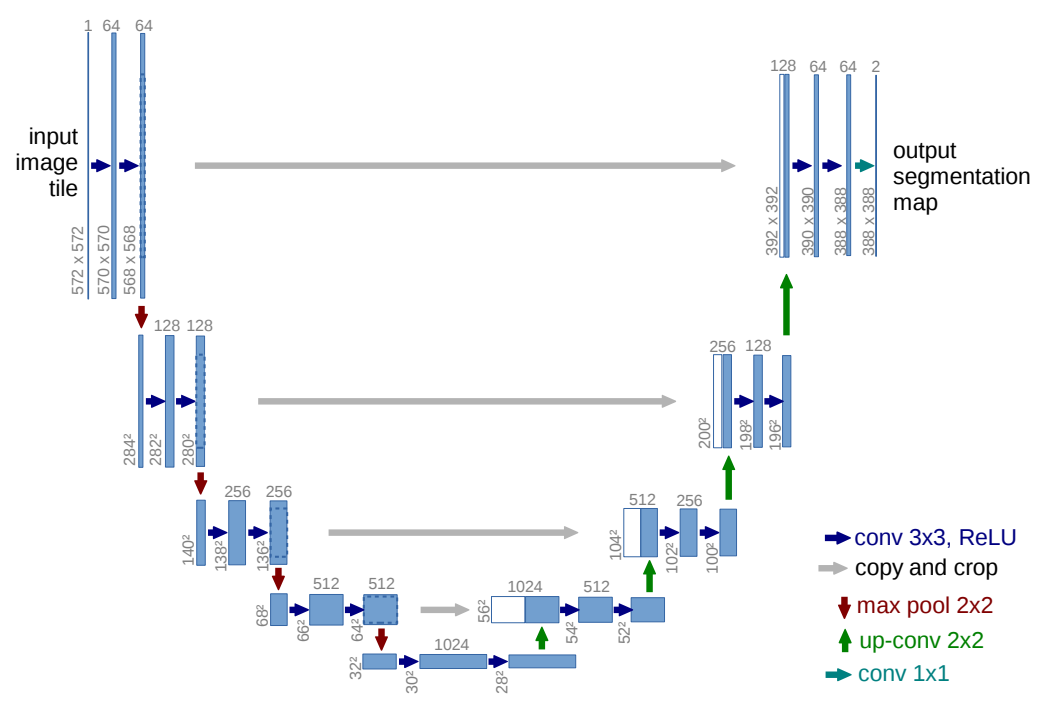 1 64 64
128 64 64 2
input
image
tile
output
segmentation
map
572 x 572
570 x 570
568 x 568
392 x 392
390 x 390
388 x 388
388 x 388
128 128
256 128
284²
282²
280²
200²
198²
196²
256 256
512 256
140²
138²
136²
104²
102²
100²
512 512
1024 512
68²
66²
64²
56²
54²
52²
1024
32²
30²
28²
conv 3x3, ReLU
copy and crop
max pool 2x2
up-conv 2x2
conv 1x1